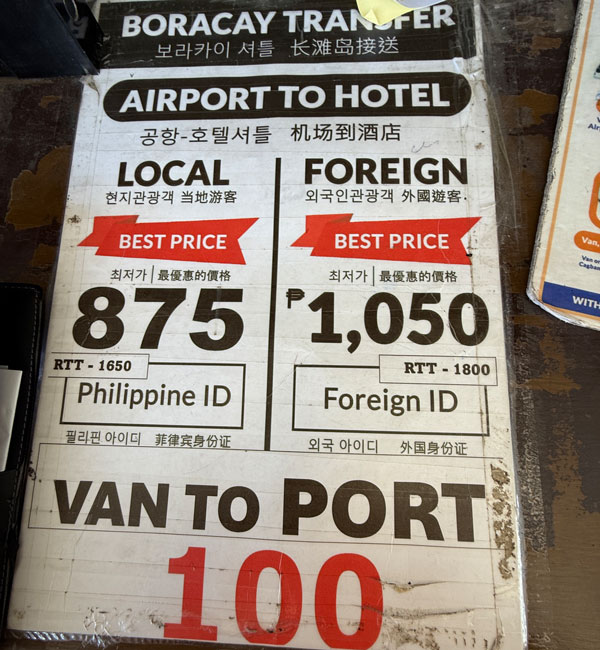 BORACAY TRANSFER
보라카이 셔틀 长滩岛接送
AIRPORT TO HOTEL
공항-호텔셔틀 机场到酒店
LOCAL
현지관광객 当地游客
BEST PRICE
최저가 | 最優惠的價格
875
RTT - 1650
Philippine ID
필리핀 아이디 菲律宾身份证
FOREIGN
외국인관광객 外國遊客.
BEST PRICE
최저가 | 最優惠的價格
₱1,050
RTT - 1800
Foreign ID
외국 아이디 外国身份证
VAN TO PORT
100
Van.
Van or
WITH